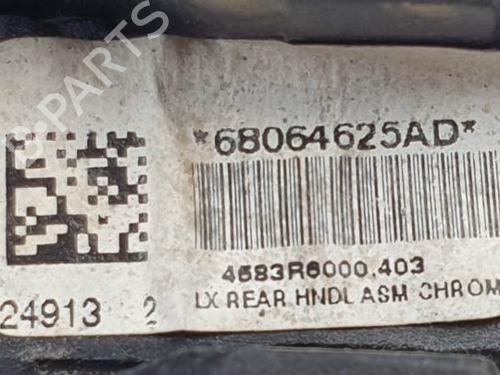 *68064625AD*
4683R6000.403
LX REAR HNDL ASM CHROM
24913 2
B-PARTS